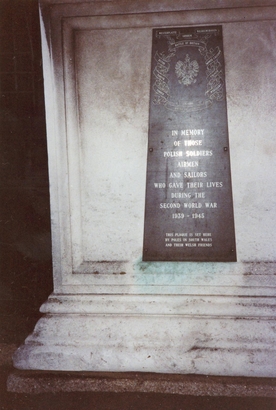 IN MEMORY
OF THOSE
POLISH SOLDIERS
AIRMEN
AND SAILORS
WHO GAVE THEIR LIVES
DURING THE
SECOND WORLD WAR
1939 - 1945
THIS PLAQUE IS SET HERE
BY POLES IN SOUTH WALES
AND THEIR WELSH FRIENDS